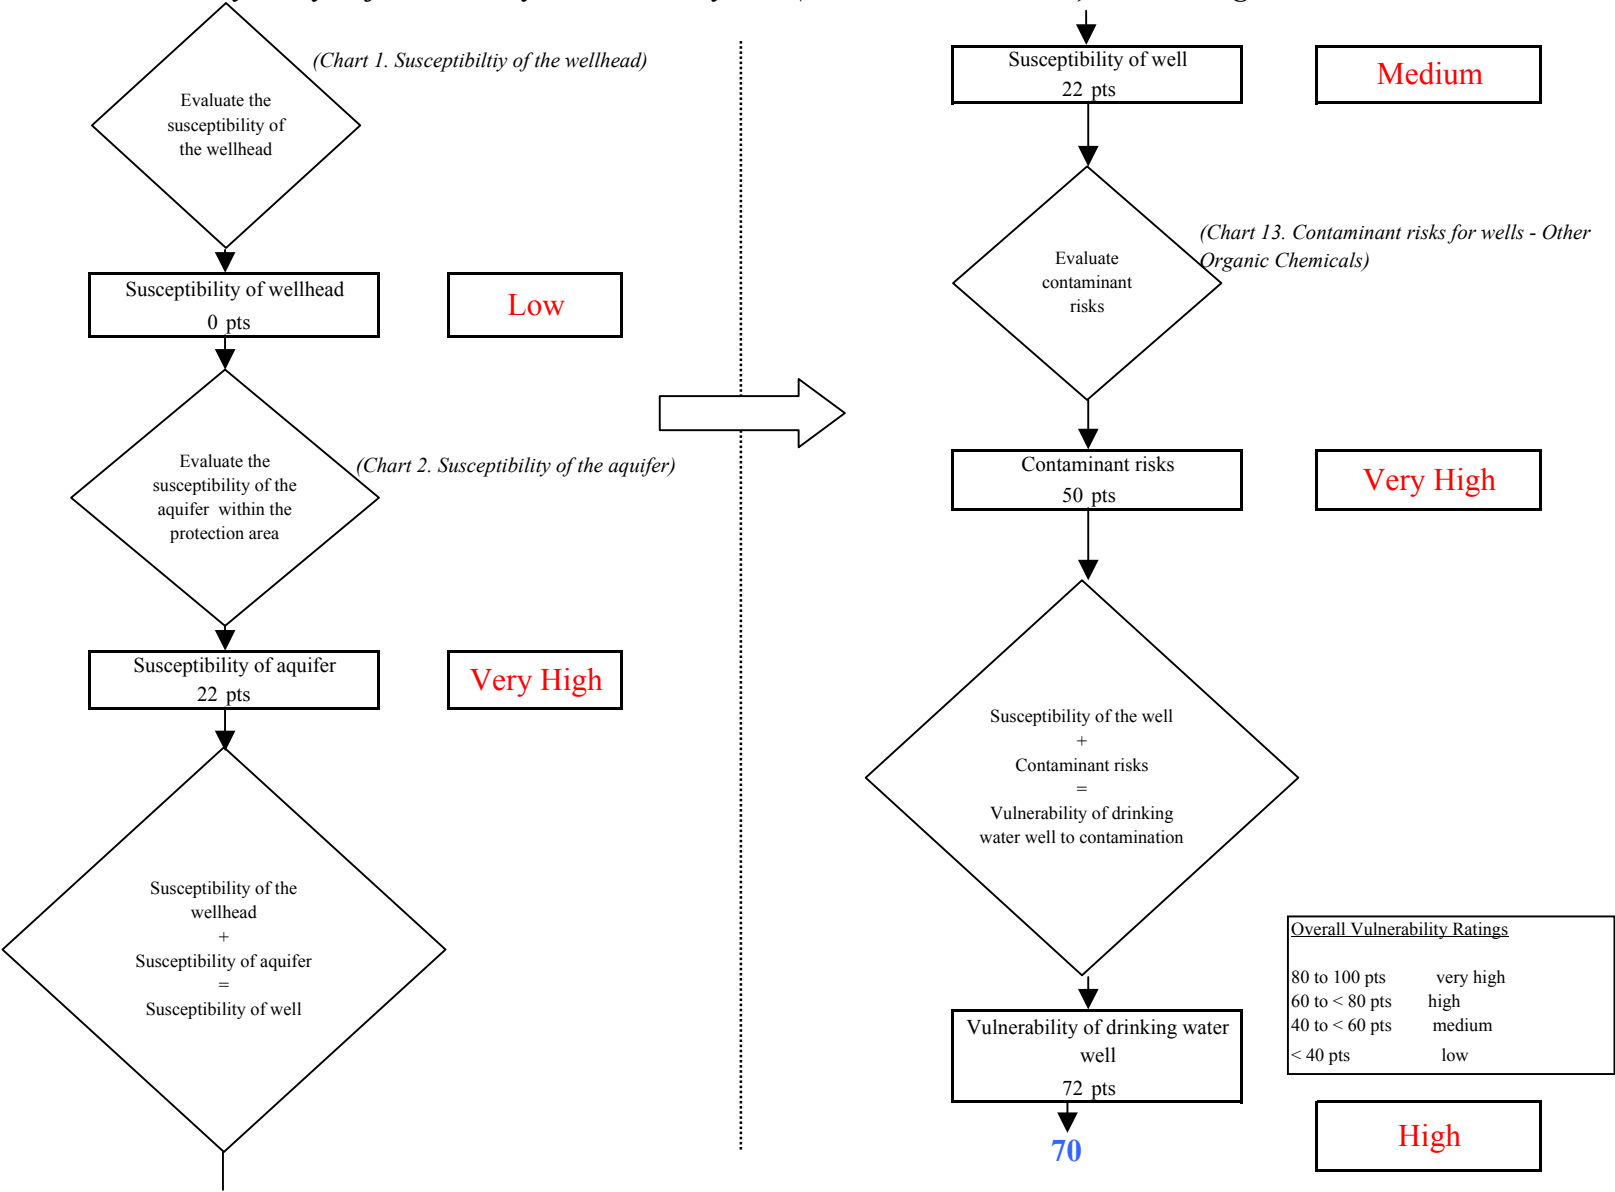 (Chart 1. Susceptibiltiy of the wellhead)
Evaluate the
susceptibility of
the wellhead
Susceptibility of wellhead
0 pts
Low
(Chart 2. Susceptibility of the aquifer)
Evaluate the
susceptibility of the
aquifer within the
protection area
Susceptibility of aquifer
22 pts
Very High
Susceptibility of the
wellhead
+
Susceptibility of aquifer
=
Susceptibility of well
Susceptibility of well
22 pts
Medium
(Chart 13. Contaminant risks for wells - Other
Organic Chemicals)
Evaluate
contaminant
risks
Contaminant risks
50 pts
Very High
Susceptibility of the well
+
Contaminant risks
=
Vulnerability of drinking
water well to contamination
Overall Vulnerability Ratings
80 to 100 pts very high
60 to < 80 pts high
40 to < 60 pts medium
< 40 pts low
Vulnerability of drinking water
well
72 pts
70
High